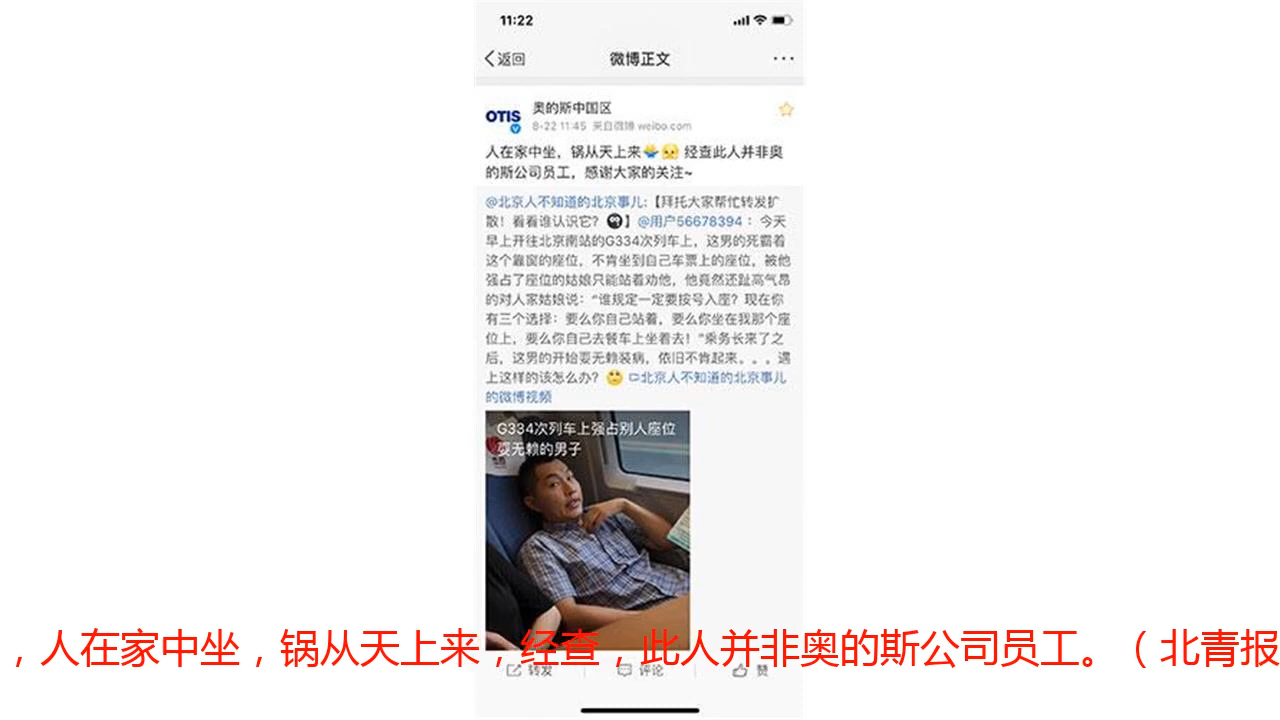 11:22
返回
微博正文
OTIS
奥的斯中国区
8-22 11:45 来自微博 weibo.com
人在家中坐，锅从天上来 经查此人并非奥
的斯公司员工，感谢大家的关注~
@北京人不知道的北京事儿:【拜托大家帮忙转发扩
散！看看谁认识它？】@用户56678394：今天
早上开往北京南站的G334次列车上，这男的死霸着
这个靠窗的座位，不肯坐到自己车票上的座位，被他
强占了座位的姑娘只能站着劝他，他竟然还趾高气昂
的对人家姑娘说：“谁规定一定要按号入座？现在你
有三个选择：要么你自己站着，要么你坐在我那个座
位上，要么你自己去餐车上坐着去！”乘务长来了之
后，这男的开始耍无赖装病，依旧不肯起来。。。遇
上这样的该怎么办？ 北京人不知道的北京事儿
的微博视频
G334次列车上强占别人座位
耍无赖的男子
，人在家中坐，锅从天上来，经查，此人并非奥的斯公司员工。（北青报
转发 评论 赞